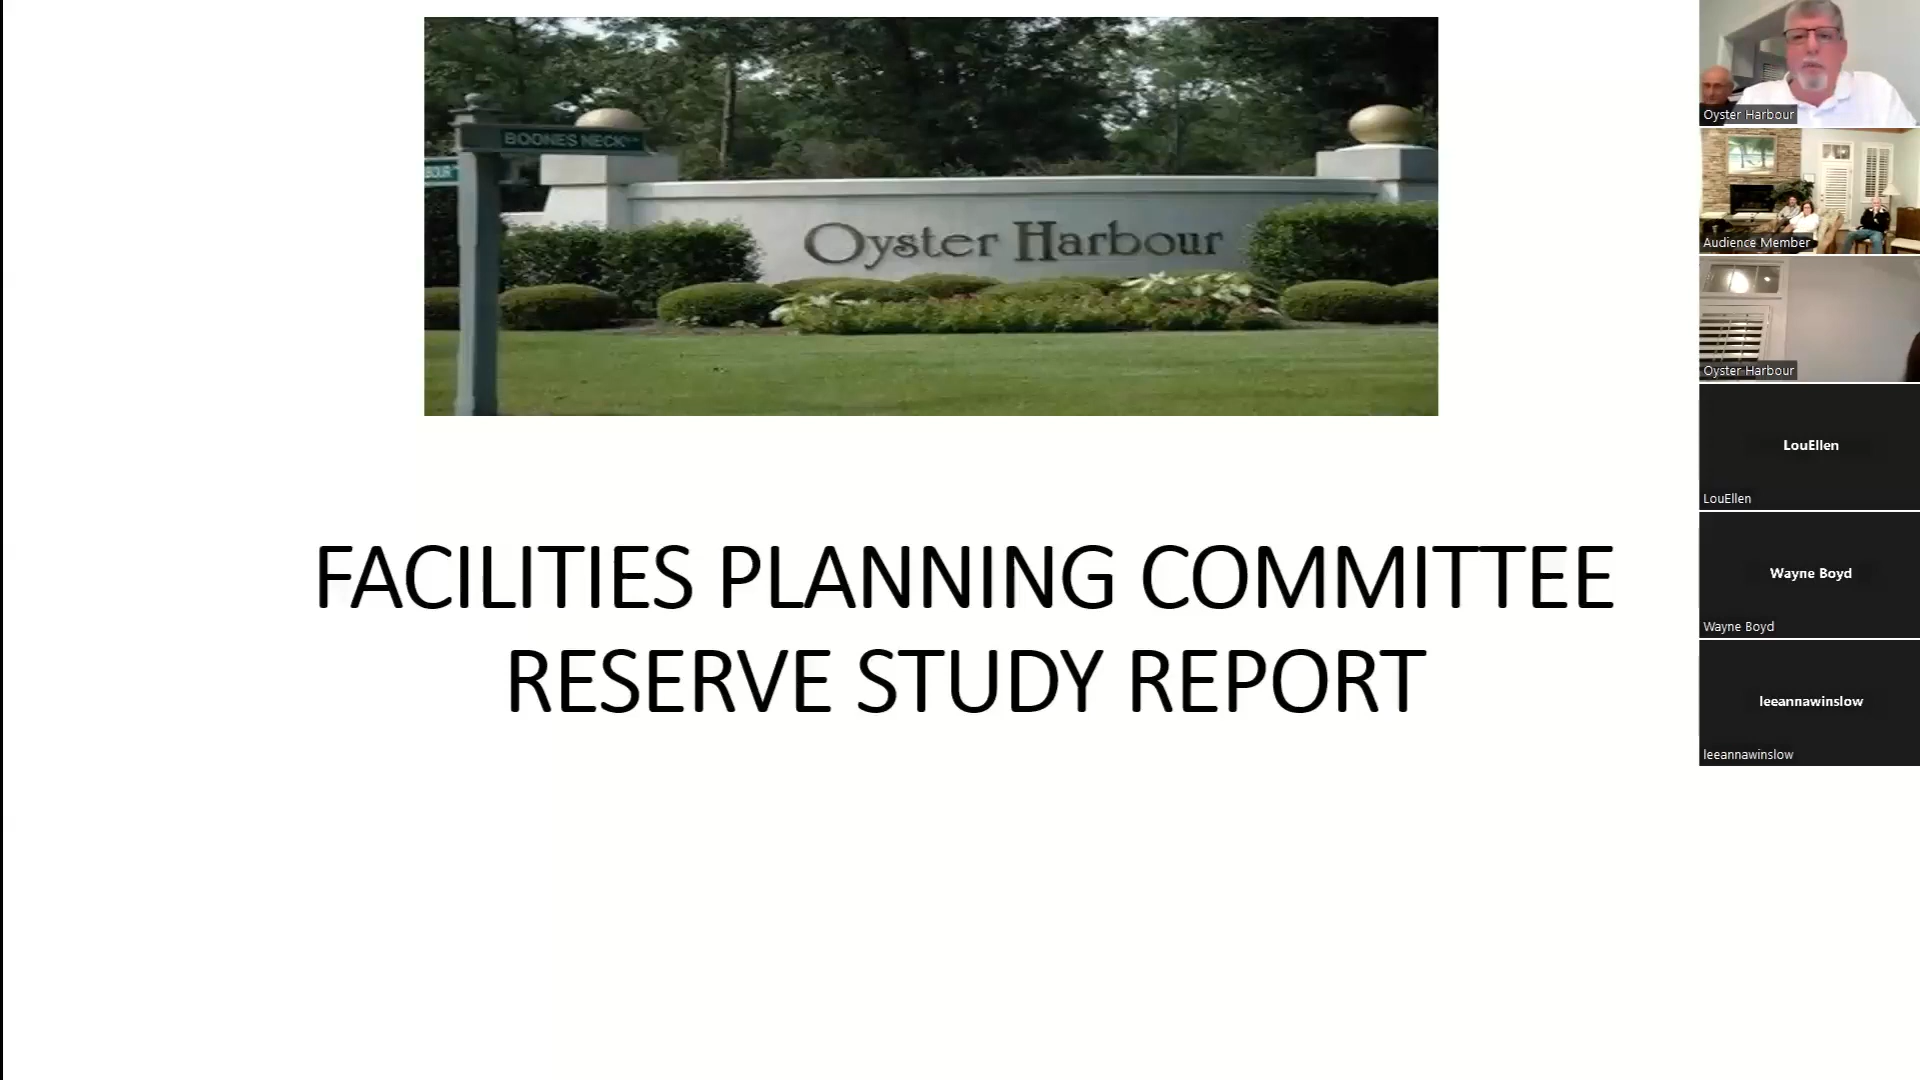 BOONES NECK
BOUR
Oyster Harbour
FACILITIES PLANNING COMMITTEE
RESERVE STUDY REPORT
Oyster Harbour
Audience Member
Oyster Harbour
LouEllen
LouEllen
Wayne Boyd
Wayne Boyd
leeannawinslow
leeannawinslow